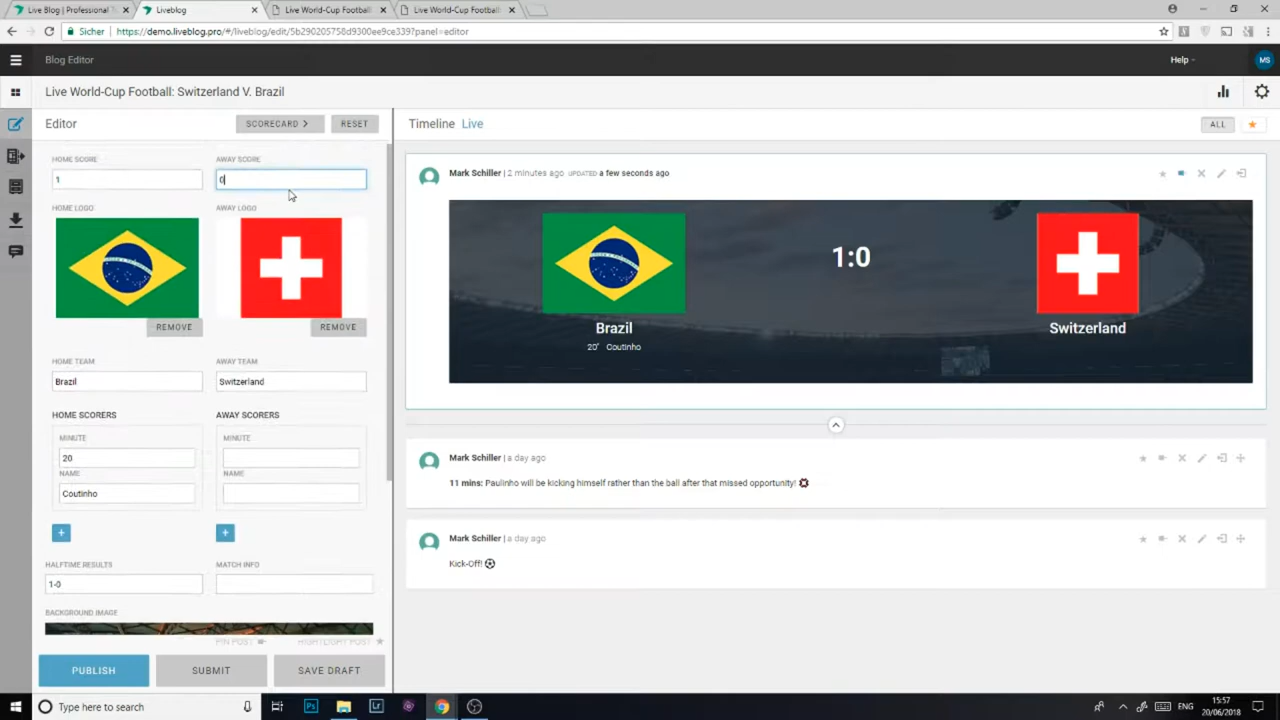 Live Blog | Professional T
Liveblog
Live World-Cup Football:
Live World-Cup Football:
Sicher
https://demo.liveblog.pro/#/liveblog/edit/5b290205758d9300ee9ce339?panel=editor
Blog Editor
Help
MS
Live World-Cup Football: Switzerland V. Brazil
Editor
SCORECARD
RESET
Timeline Live
ALL
HOME SCORE
AWAY SCORE
1
0
HOME LOGO
AWAY LOGO
REMOVE
REMOVE
HOME TEAM
AWAY TEAM
Brazil
Switzerland
HOME SCORERS
AWAY SCORERS
MINUTE
MINUTE
20
NAME
NAME
Coutinho
+
+
HALFTIME RESULTS
MATCH INFO
1-0
BACKGROUND IMAGE
PIN POST
HIGHLIGHT POST
PUBLISH
SUBMIT
SAVE DRAFT
Mark Schiller | 2 minutes ago UPDATED a few seconds ago
1:0
Brazil
Switzerland
20" Coutinho
Mark Schiller | a day ago
11 mins: Paulinho will be kicking himself rather than the ball after that missed opportunity!
Mark Schiller | a day ago
Kick-Off!
Type here to search
Ps
Lr
ENG
15:57
20/06/2018